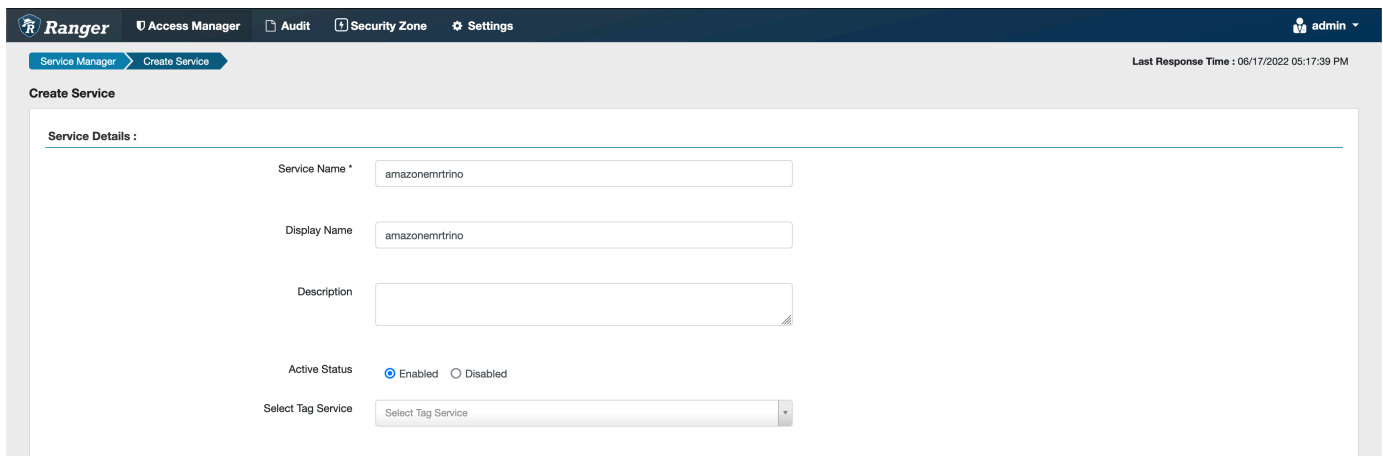 Ranger Access Manager Audit Security Zone Settings admin
Service Manager Create Service Last Response Time : 06/17/2022 05:17:39 PM
Create Service
Service Details :
Service Name * amazonemrtrino
Display Name amazonemrtrino
Description
Active Status Enabled Disabled
Select Tag Service Select Tag Service